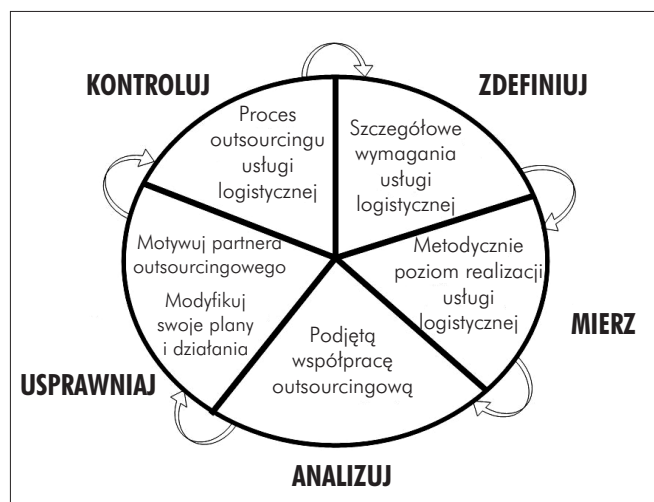 KONTROLUJ
ZDEFINIUJ
Proces
outsourcingu
usługi
logistycznej
Szczegółowe
wymagania
usługi
logistycznej
Motywuj partnera
outsourcingowego
Modyfikuj
swoje plany
i działania
Metodycznie
poziom realizacji
usługi
logistycznej
Podjętą
współpracę
outsourcingową
MIERZ
USPRAWNIAJ
ANALIZUJ